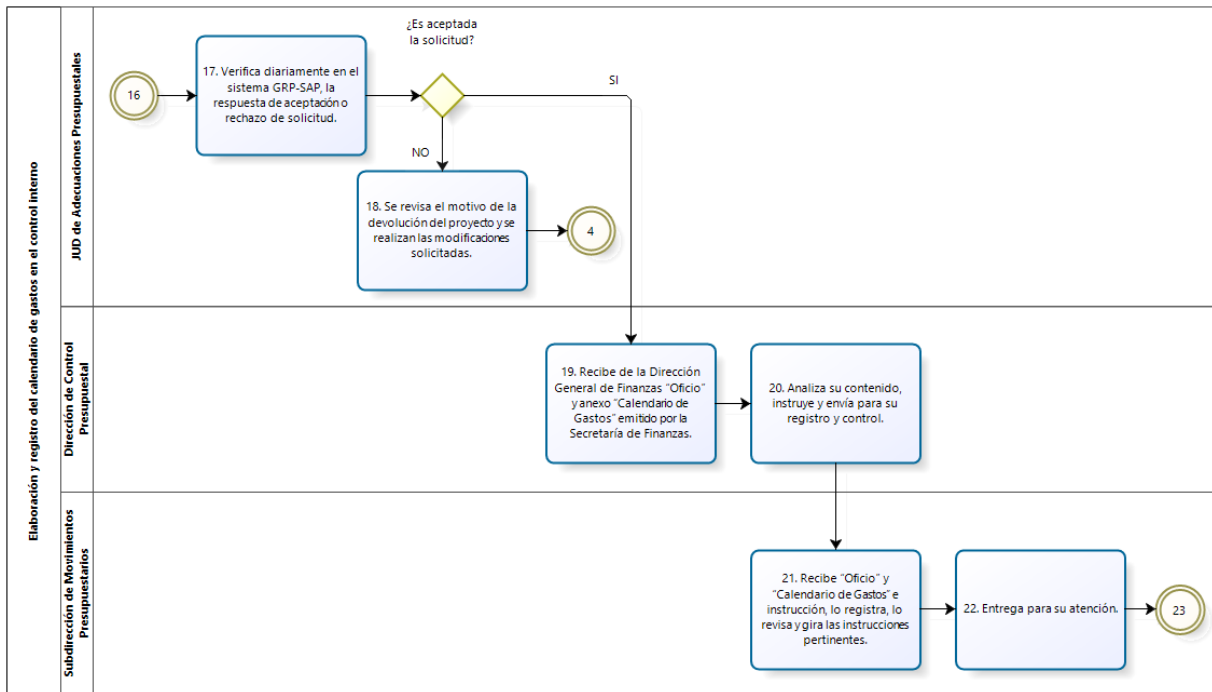 Elaboración y registro del calendario de gastos en el control interno
JUD de Adecuaciones Presupuestales
16
17. Verifica diariamente en el
sistema GRP-SAP, la
respuesta de aceptación o
rechazo de solicitud.
¿Es aceptada
la solicitud?
SI
NO
18. Se revisa el motivo de la
devolución del proyecto y se
realizan las modificaciones
solicitadas.
4
Dirección de Control
Presupuestal
19. Recibe de la Dirección
General de Finanzas “Oficio”
y anexo “Calendario de
Gastos” emitido por la
Secretaría de Finanzas.
20. Analiza su contenido,
instruye y envía para su
registro y control.
Subdirección de Movimientos
Presupuestarios
21. Recibe “Oficio” y
“Calendario de Gastos” e
instrucción, lo registra, lo
revisa y gira las instrucciones
pertinentes.
22. Entrega para su atención.
23